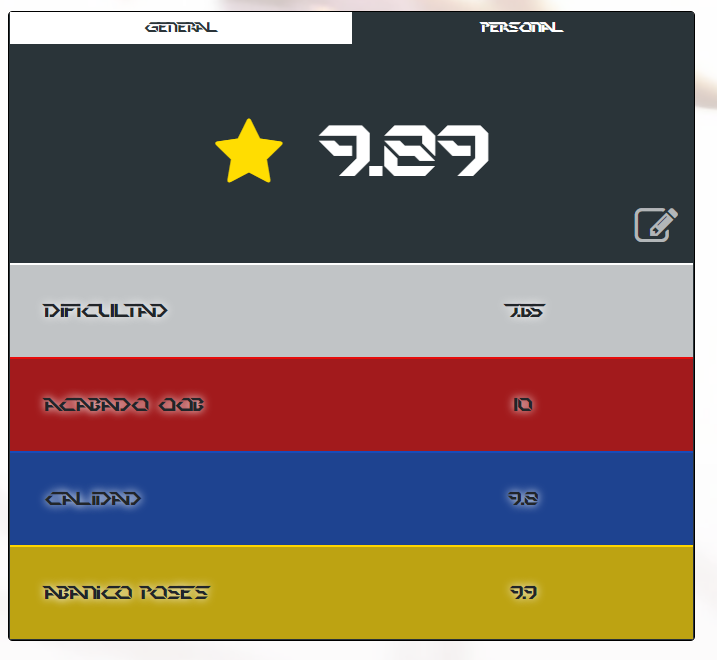 GENERAL PERSONAL
9.89
DIFICULTAD 7.65
ACABADO OOB 10
CALIDAD 9.8
ABANICO POSES 9.9